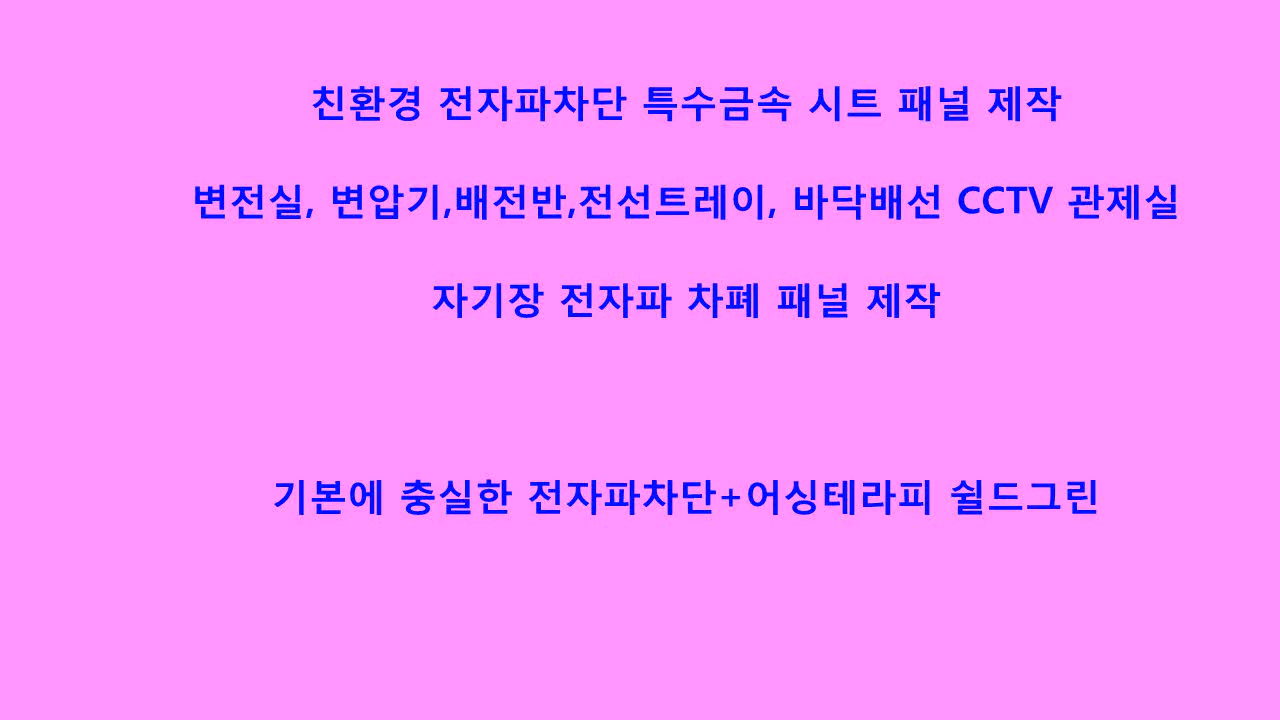 친환경 전자파차단 특수금속 시트 패널 제작
변전실, 변압기,배전반,전선트레이, 바닥배선 CCTV 관제실
자기장 전자파 차폐 패널 제작
기본에 충실한 전자파차단+어싱테라피 쉴드그린